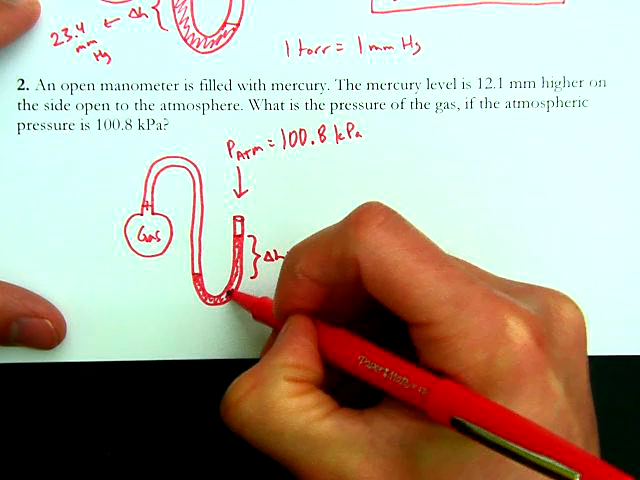 23.4 ← Δh
mm
Hg
1 torr = 1 mm Hg
2. An open manometer is filled with mercury. The mercury level is 12.1 mm higher on
the side open to the atmosphere. What is the pressure of the gas, if the atmospheric
pressure is 100.8 kPa?
PATM = 100.8 kPa
Gas
Δh
Paper Mate